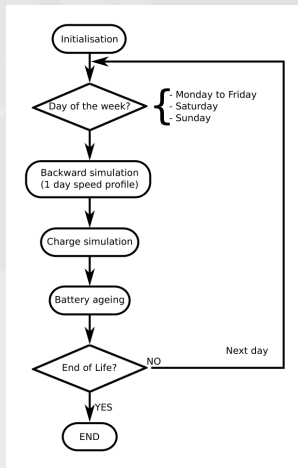 Initialisation
Day of the week?
- Monday to Friday
- Saturday
- Sunday
Backward simulation
(1 day speed profile)
Charge simulation
Battery ageing
End of Life?
NO
Next day
YES
END